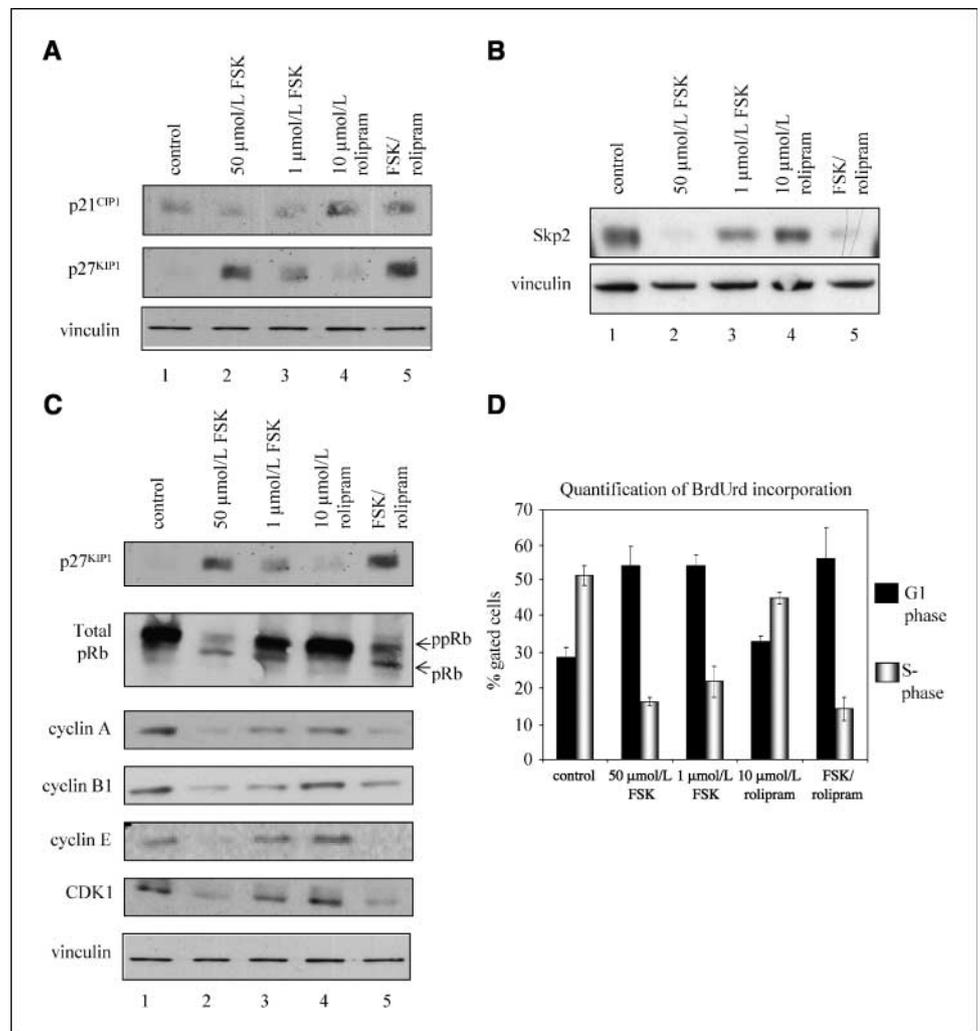 A
control
50 µmol/L FSK
1 µmol/L FSK
10 µmol/L
rolipram
FSK/
rolipram
p21CIP1
p27KIP1
vinculin
1 2 3 4 5
B
control
50 µmol/L FSK
1 µmol/L FSK
10 µmol/L
rolipram
FSK/
rolipram
Skp2
vinculin
1 2 3 4 5
C
control
50 µmol/L FSK
1 µmol/L FSK
10 µmol/L
rolipram
FSK/
rolipram
p27KIP1
Total
pRb
ppRb
pRb
cyclin A
cyclin B1
cyclin E
CDK1
vinculin
1 2 3 4 5
D
Quantification of BrdUrd incorporation
% gated cells
70
60
50
40
30
20
10
0
control
50 µmol/L
FSK
1 µmol/L
FSK
10 µmol/L
rolipram
FSK/
rolipram
G1
phase
S-
phase